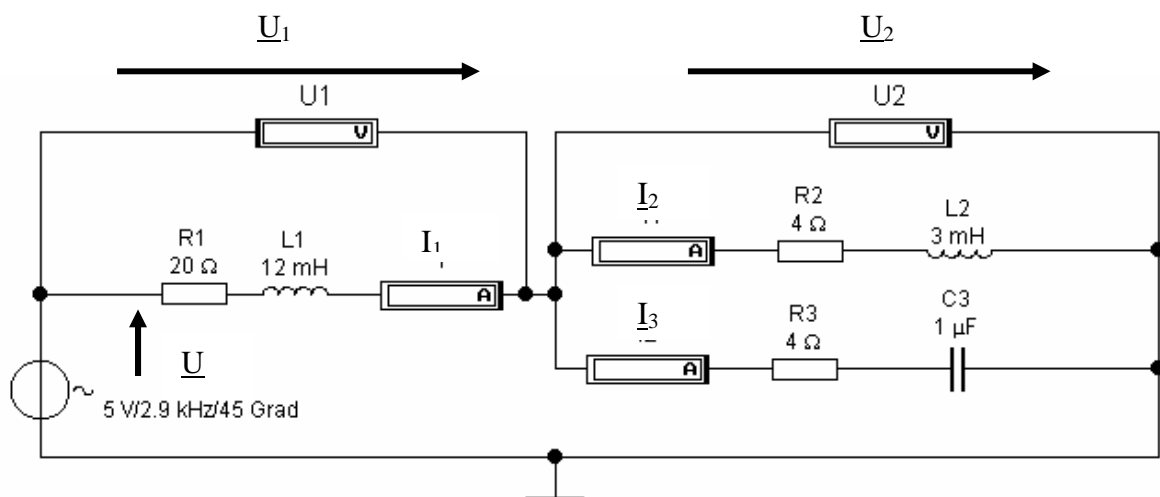 U1
U2
U1
U2
V
V
I2
R2
4 Ω
L2
3 mH
A
R1
20 Ω
L1
12 mH
I1
A
I3
R3
4 Ω
C3
1 µF
A
U
5 V/2.9 kHz/45 Grad